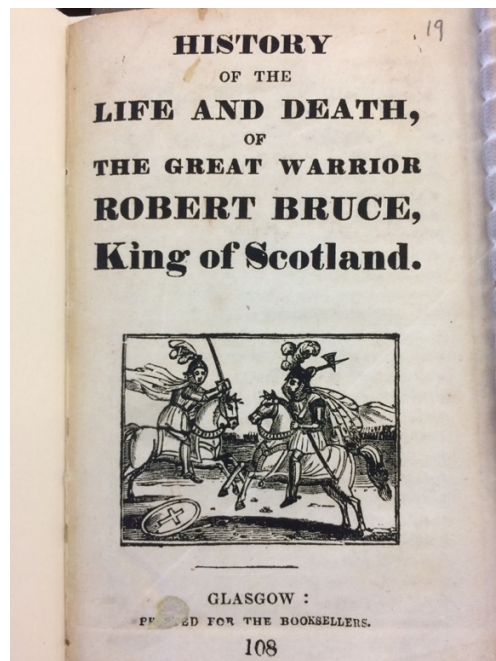 19
HISTORY
OF THE
LIFE AND DEATH,
OF
THE GREAT WARRIOR
ROBERT BRUCE,
King of Scotland.
GLASGOW :
PRINTED FOR THE BOOKSELLERS.
108